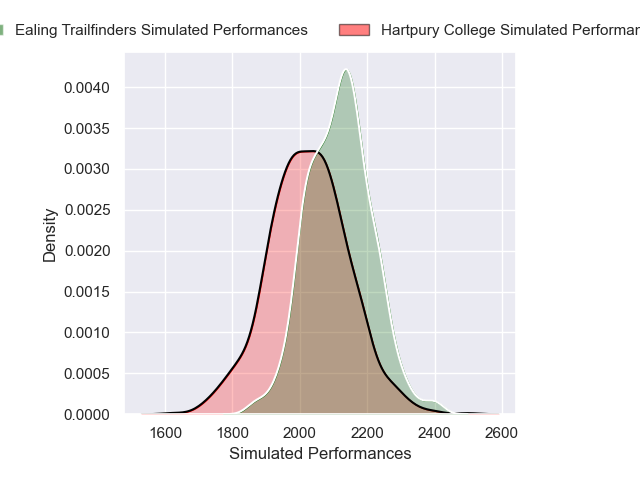 Ealing Trailfinders Simulated Performances
Hartpury College Simulated
0.0040
0.0035
0.0030
0.0025
0.0020
0.0015
0.0010
0.0005
0.0000
Density
1600 1800 2000 2200 2400 2600
Simulated Performances